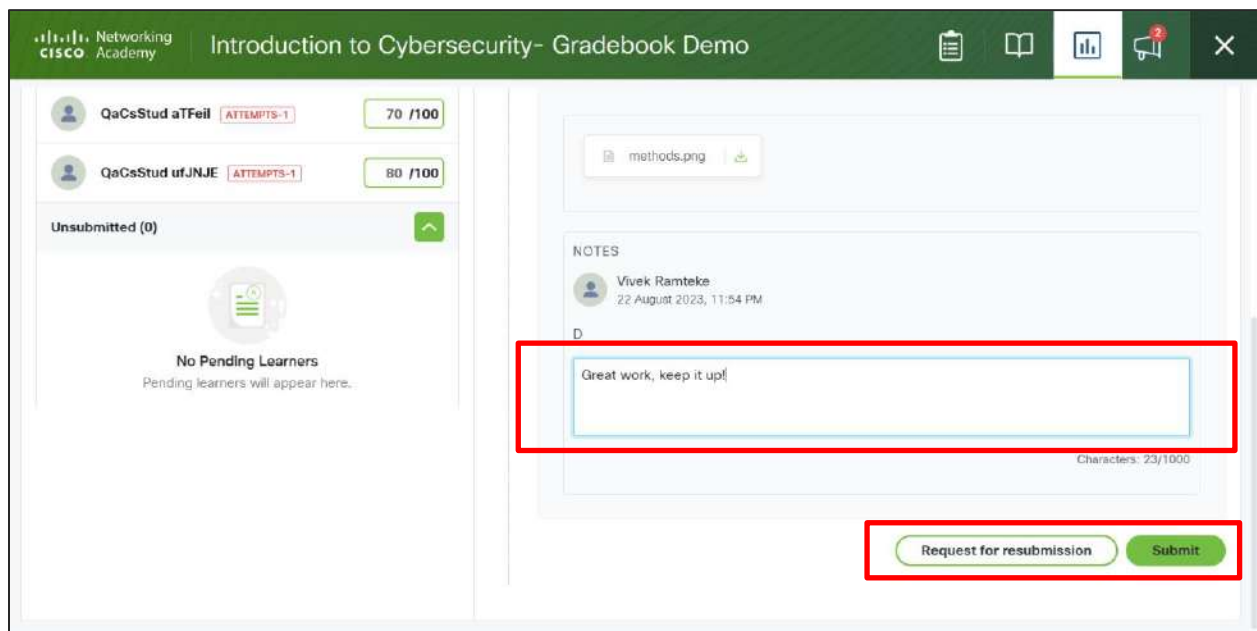 Networking
CISCO Academy
Introduction to Cybersecurity- Gradebook Demo
2
QaCsStud aTFeil ATTEMPTS-1 70 /100
QaCsStud ufJNJE ATTEMPTS-1 80 /100
Unsubmitted (0)
No Pending Learners
Pending learners will appear here.
methods.png
NOTES
Vivek Ramteke
22 August 2023, 11:54 PM
D
Great work, keep it up!
Characters: 23/1000
Request for resubmission
Submit